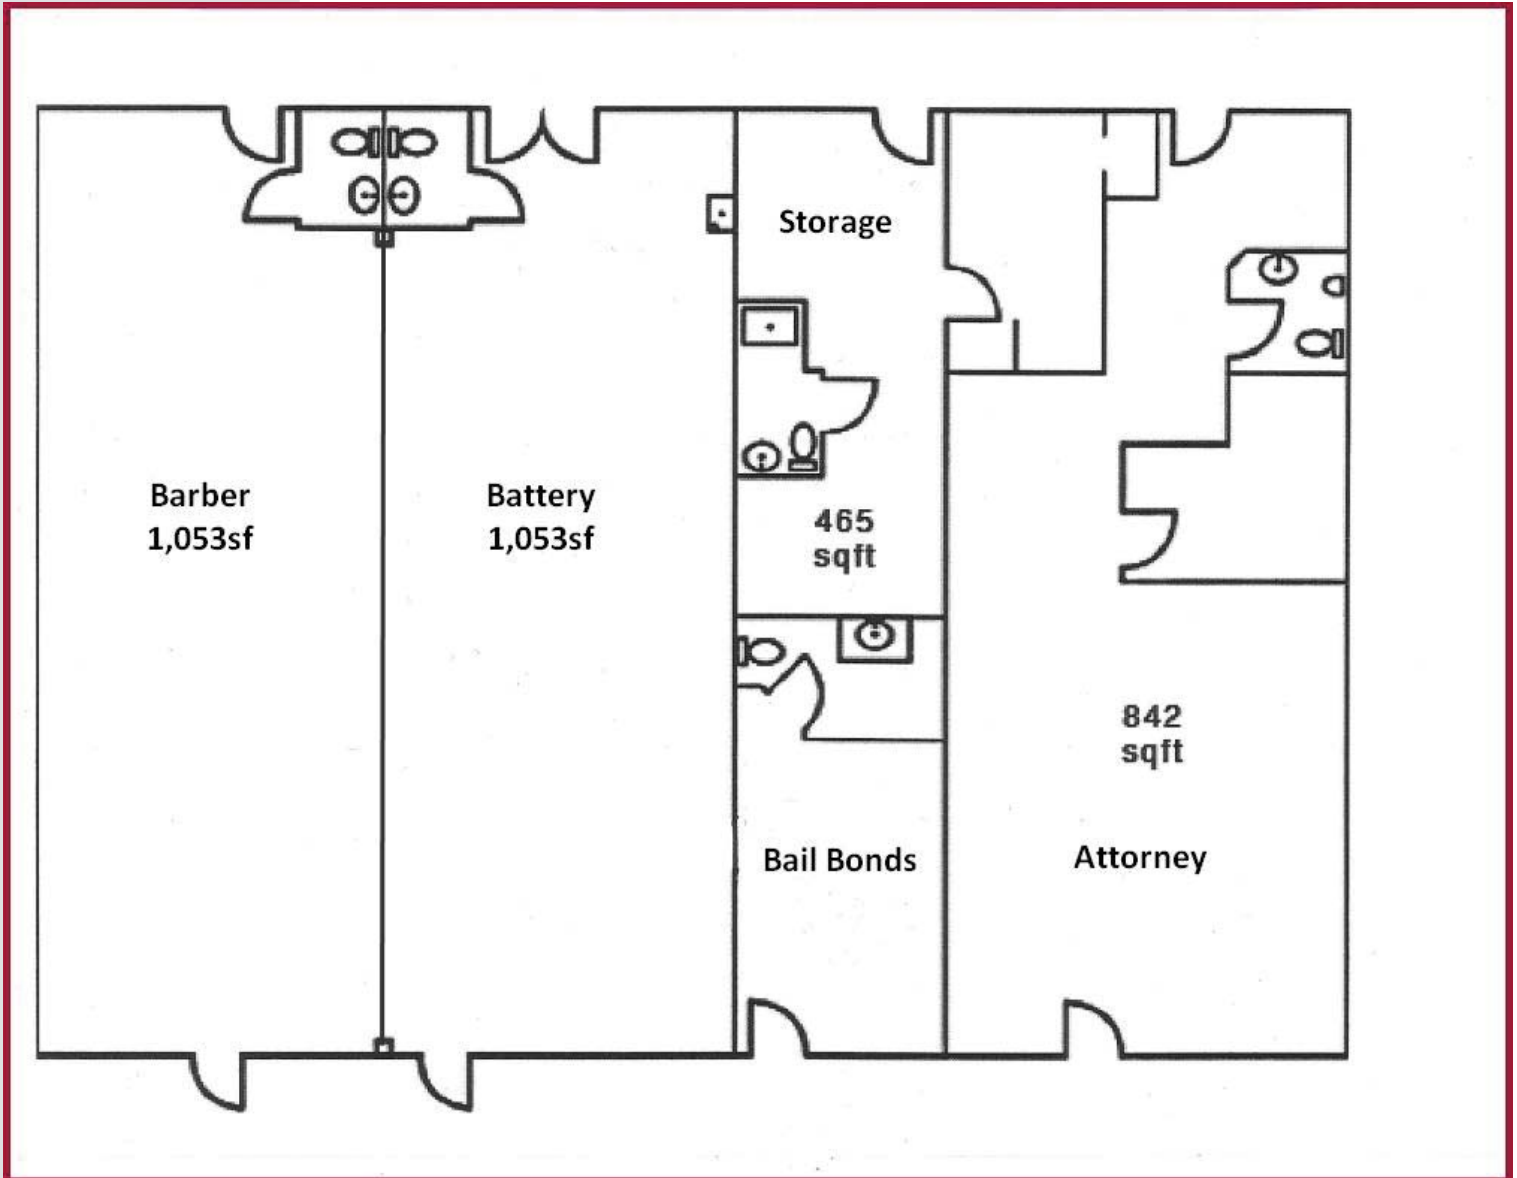 Storage
Barber
1,053sf
Battery
1,053sf
465
sqft
842
sqft
Bail Bonds
Attorney